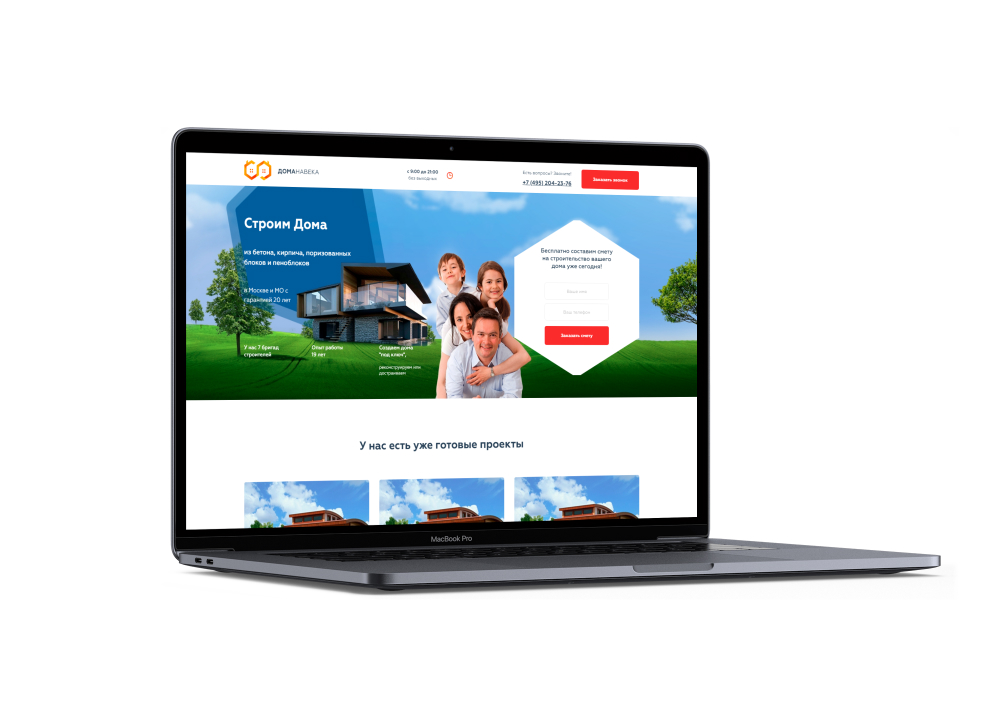 ДОМАНАВЕКА
с 9:00 до 21:00
без выходных
Есть вопросы? Звоните!
+7 (495) 204-23-76
Заказать звонок
Строим Дома
из бетона, кирпича, поризованных
блоков и пеноблоков
в Москве и МО с
гарантией 20 лет
У нас 7 бригад
строителей
Опыт работы
19 лет
Создаем дома
"под ключ",
реконструируем или
достраиваем
Бесплатно составим смету
на строительство вашего
дома уже сегодня!
Ваше имя
Ваш телефон
Заказать смету
У нас есть уже готовые проекты
MacBook Pro